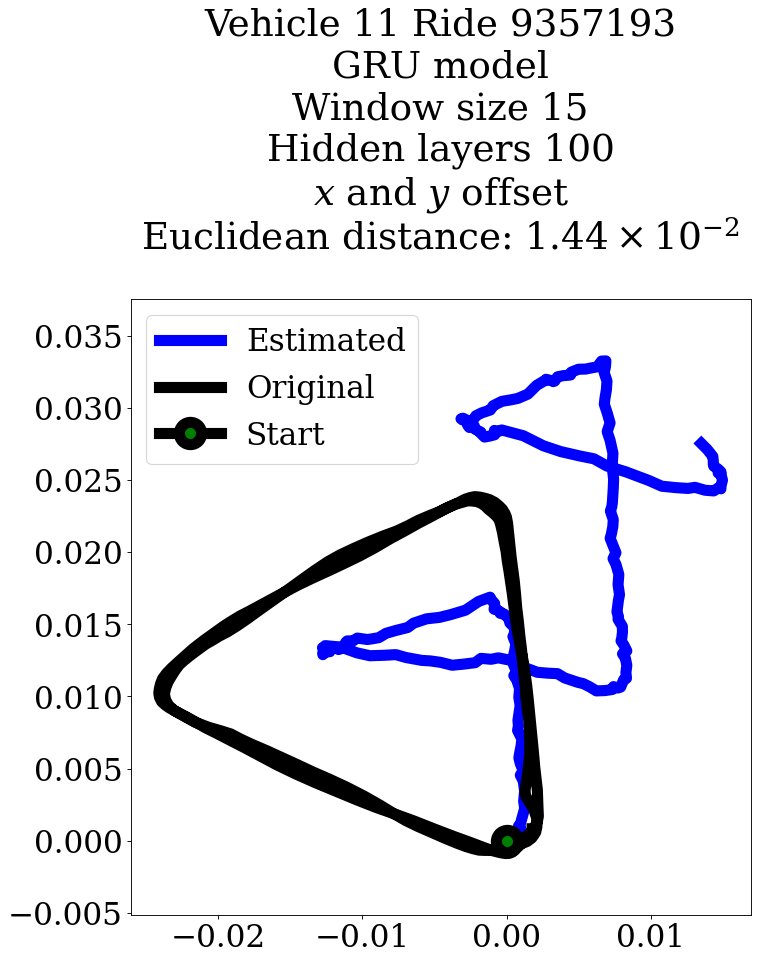 Vehicle 11 Ride 9357193
GRU model
Window size 15
Hidden layers 100
x and y offset
Euclidean distance: 1.44 × 10⁻²
Estimated
Original
Start
0.035
0.030
0.025
0.020
0.015
0.010
0.005
0.000
−0.005
−0.02 −0.01 0.00 0.01